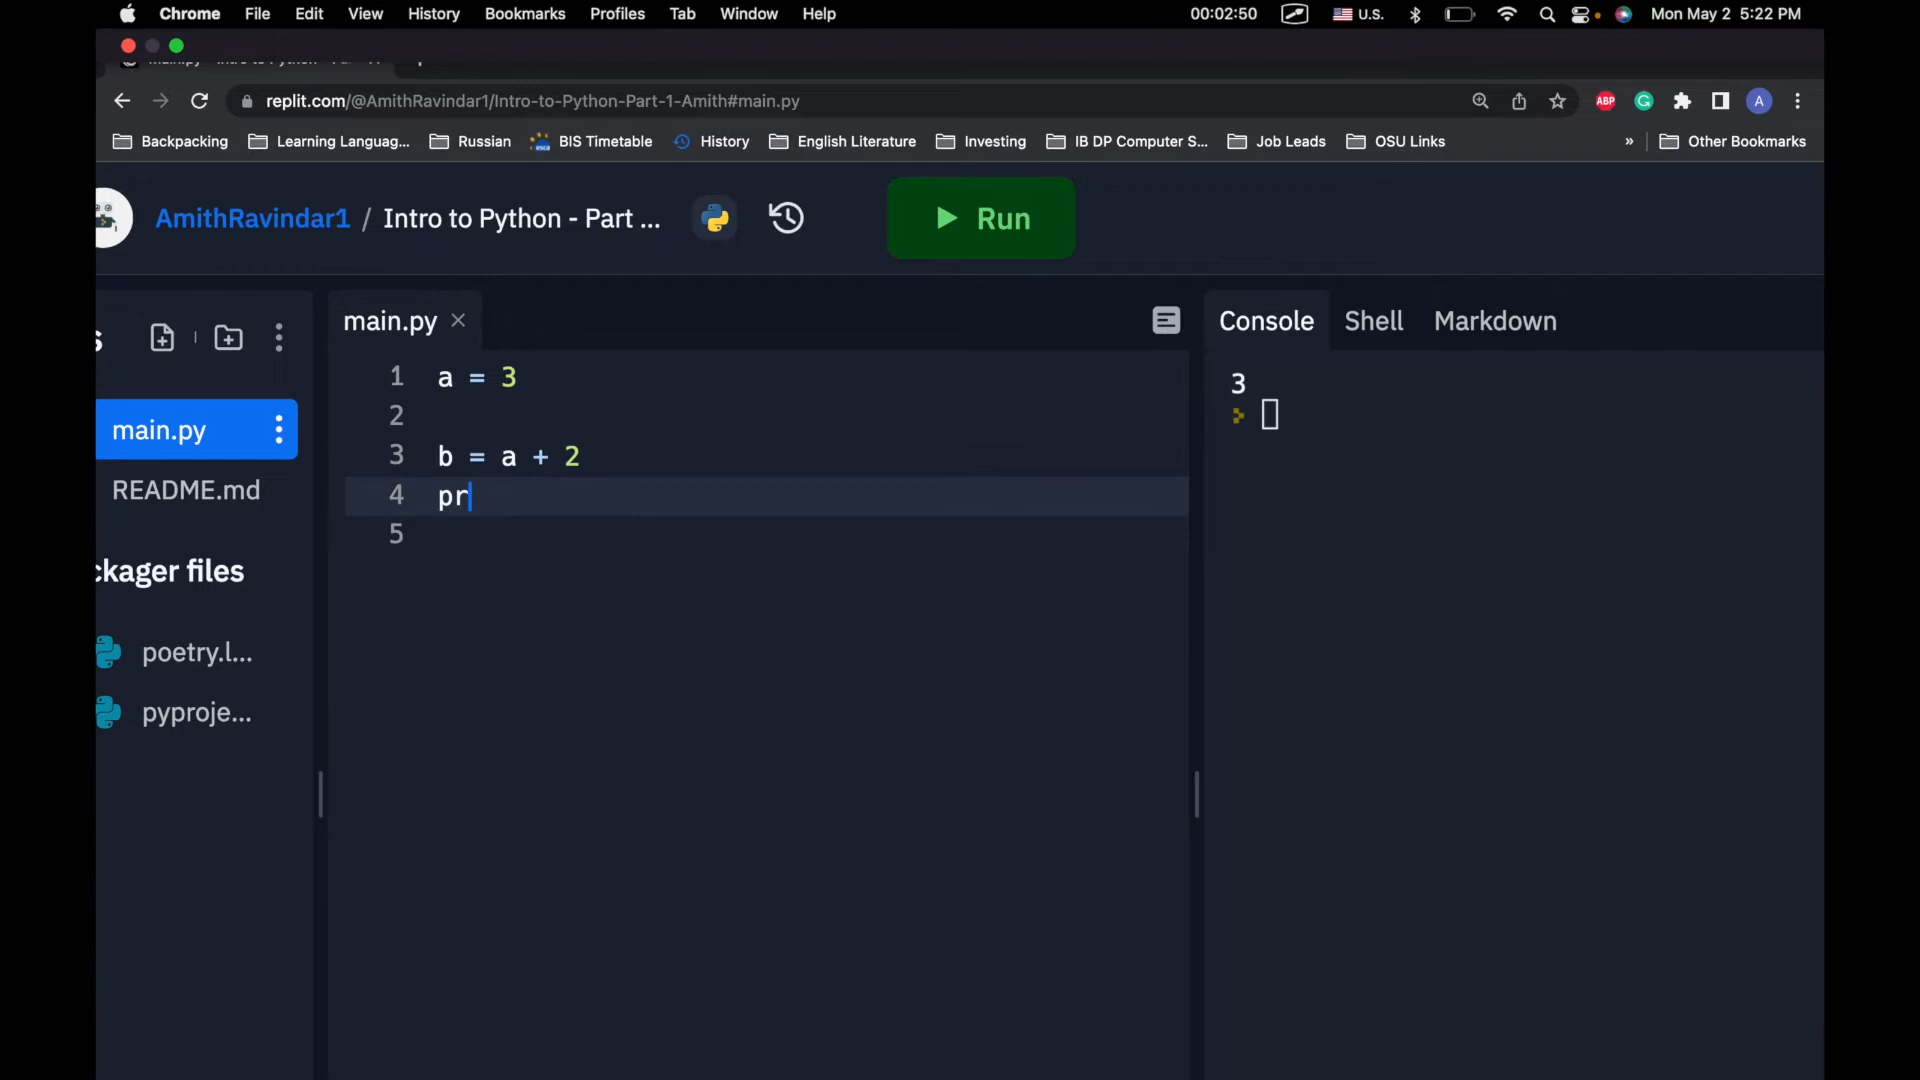 Chrome File Edit View History Bookmarks Profiles Tab Window Help 00:02:50 U.S. Mon May 2 5:22 PM
replit.com/@AmithRavindar1/Intro-to-Python-Part-1-Amith#main.py ABP A
Backpacking Learning Languag... Russian BIS Timetable History English Literature Investing IB DP Computer S... Job Leads OSU Links » Other Bookmarks
AmithRavindar1 / Intro to Python - Part ... Run
s main.py Console Shell Markdown
1 a = 3
2
3 b = a + 2
4 pr
5
3
main.py
README.md
ckager files
poetry.l...
pyproje...